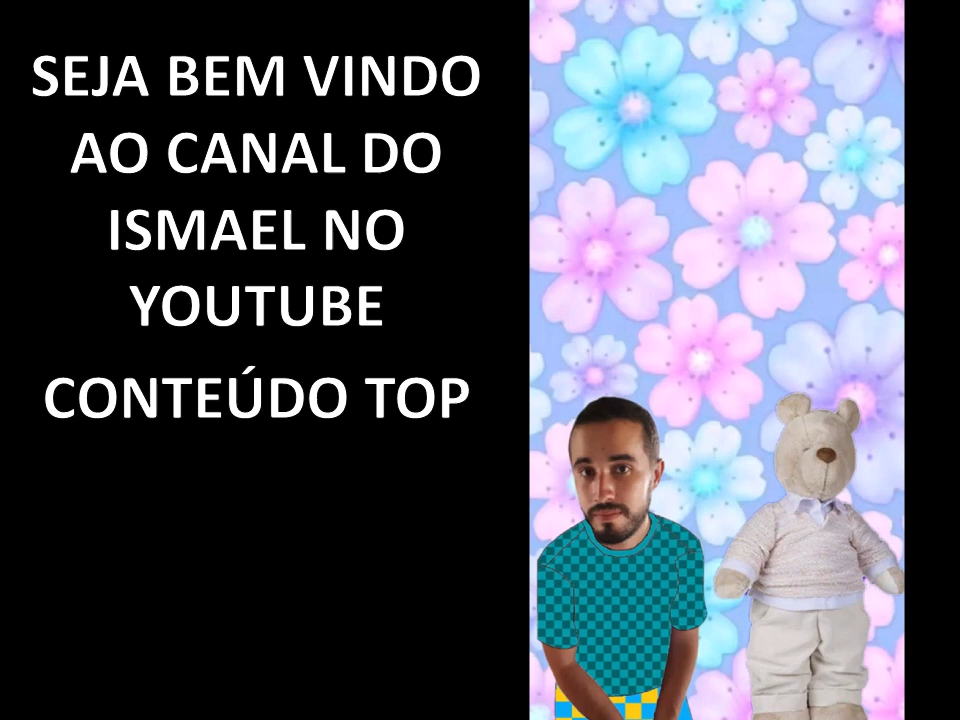 SEJA BEM VINDO
AO CANAL DO
ISMAEL NO
YOUTUBE
CONTEÚDO TOP